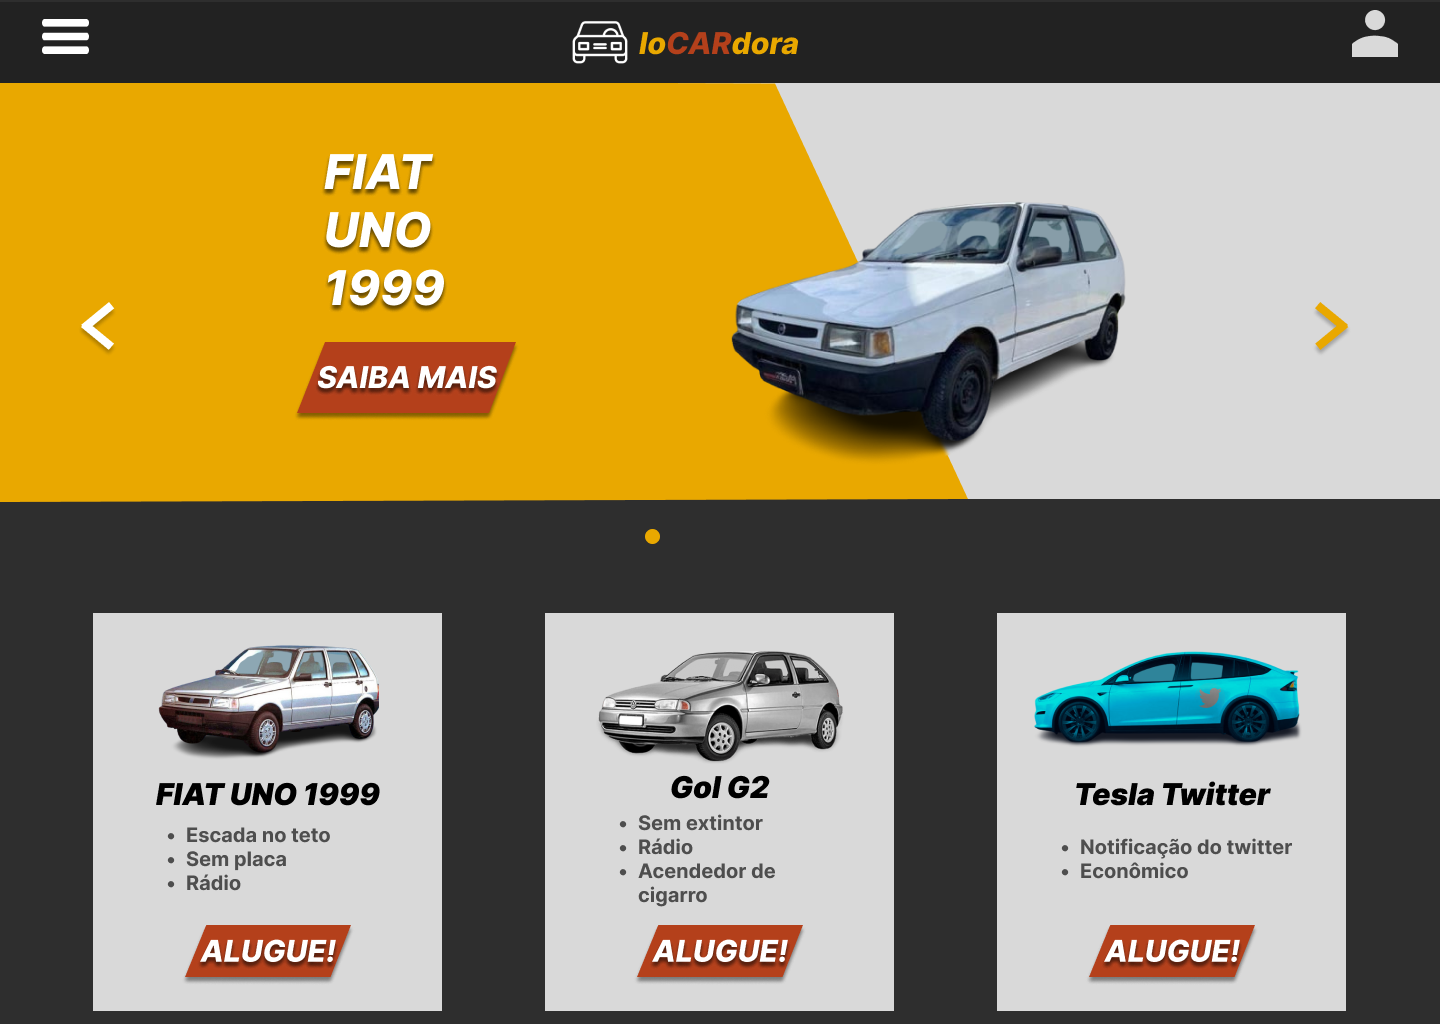 loCARdora
FIAT
UNO
1999
SAIBA MAIS
FIAT UNO 1999
• Escada no teto
• Sem placa
• Rádio
ALUGUE!
Gol G2
• Sem extintor
• Rádio
• Acendedor de
cigarro
ALUGUE!
Tesla Twitter
• Notificação do twitter
• Econômico
ALUGUE!